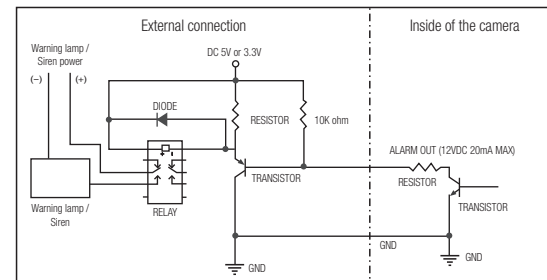 External connection
Inside of the camera
Warning lamp /
Siren power
(−)
(+)
DC 5V or 3.3V
DIODE
RESISTOR
10K ohm
ALARM OUT (12VDC 20mA MAX)
RESISTOR
TRANSISTOR
TRANSISTOR
Warning lamp /
Siren
RELAY
GND
GND
GND